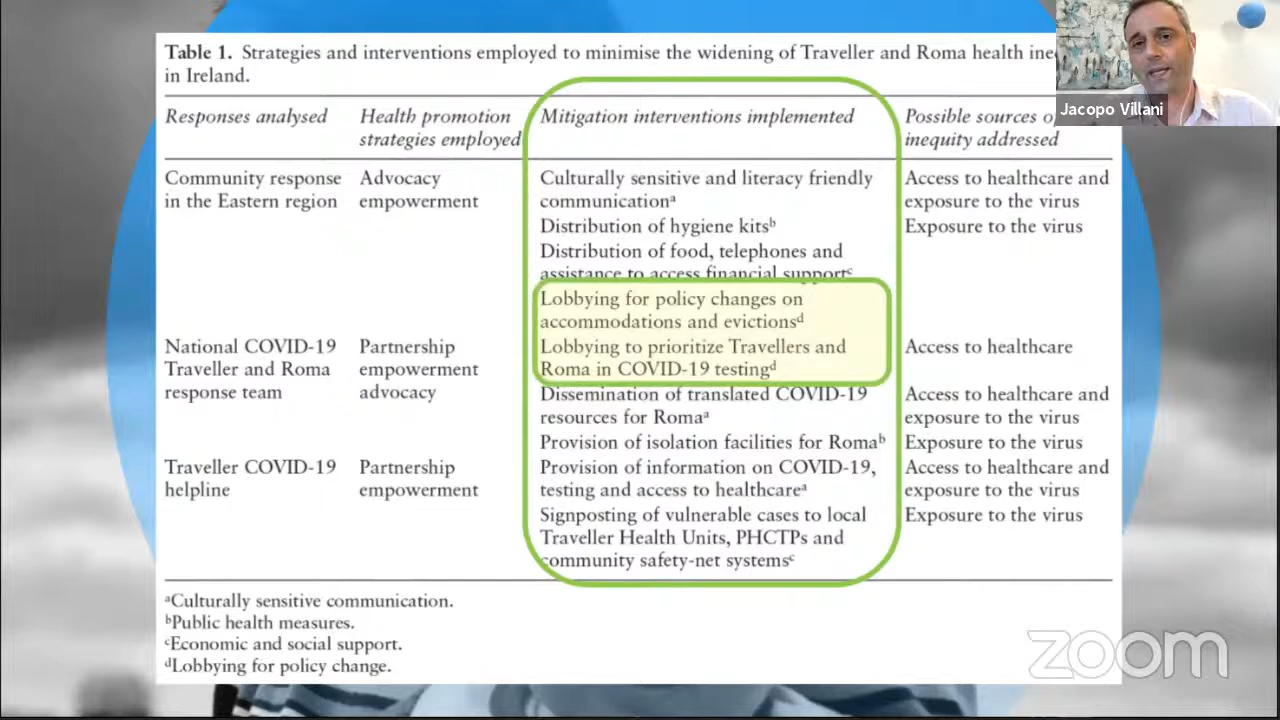 Table 1. Strategies and interventions employed to minimise the widening of Traveller and Roma health
in Ireland.
Responses analysed
Health promotion
strategies employed
Mitigation interventions implemented
Possible sources
inequity addressed
Community response
in the Eastern region
Advocacy
empowerment
Culturally sensitive and literacy friendly
communicationᵃ
Access to healthcare and
exposure to the virus
Distribution of hygiene kitsᵇ
Exposure to the virus
Distribution of food, telephones and
assistance to access financial supportᶜ
Lobbying for policy changes on
accommodations and evictionsᵈ
National COVID-19
Traveller and Roma
response team
Partnership
empowerment
advocacy
Lobbying to prioritize Travellers and
Roma in COVID-19 testingᵈ
Access to healthcare
Dissemination of translated COVID-19
resources for Romaᵃ
Access to healthcare and
exposure to the virus
Provision of isolation facilities for Romaᵇ
Exposure to the virus
Traveller COVID-19
helpline
Partnership
empowerment
Provision of information on COVID-19,
testing and access to healthcareᵃ
Access to healthcare and
exposure to the virus
Signposting of vulnerable cases to local
Traveller Health Units, PHCTPs and
community safety-net systemsᶜ
Exposure to the virus
ᵃCulturally sensitive communication.
ᵇPublic health measures.
ᶜEconomic and social support.
ᵈLobbying for policy change.
Jacopo Villani
zoom